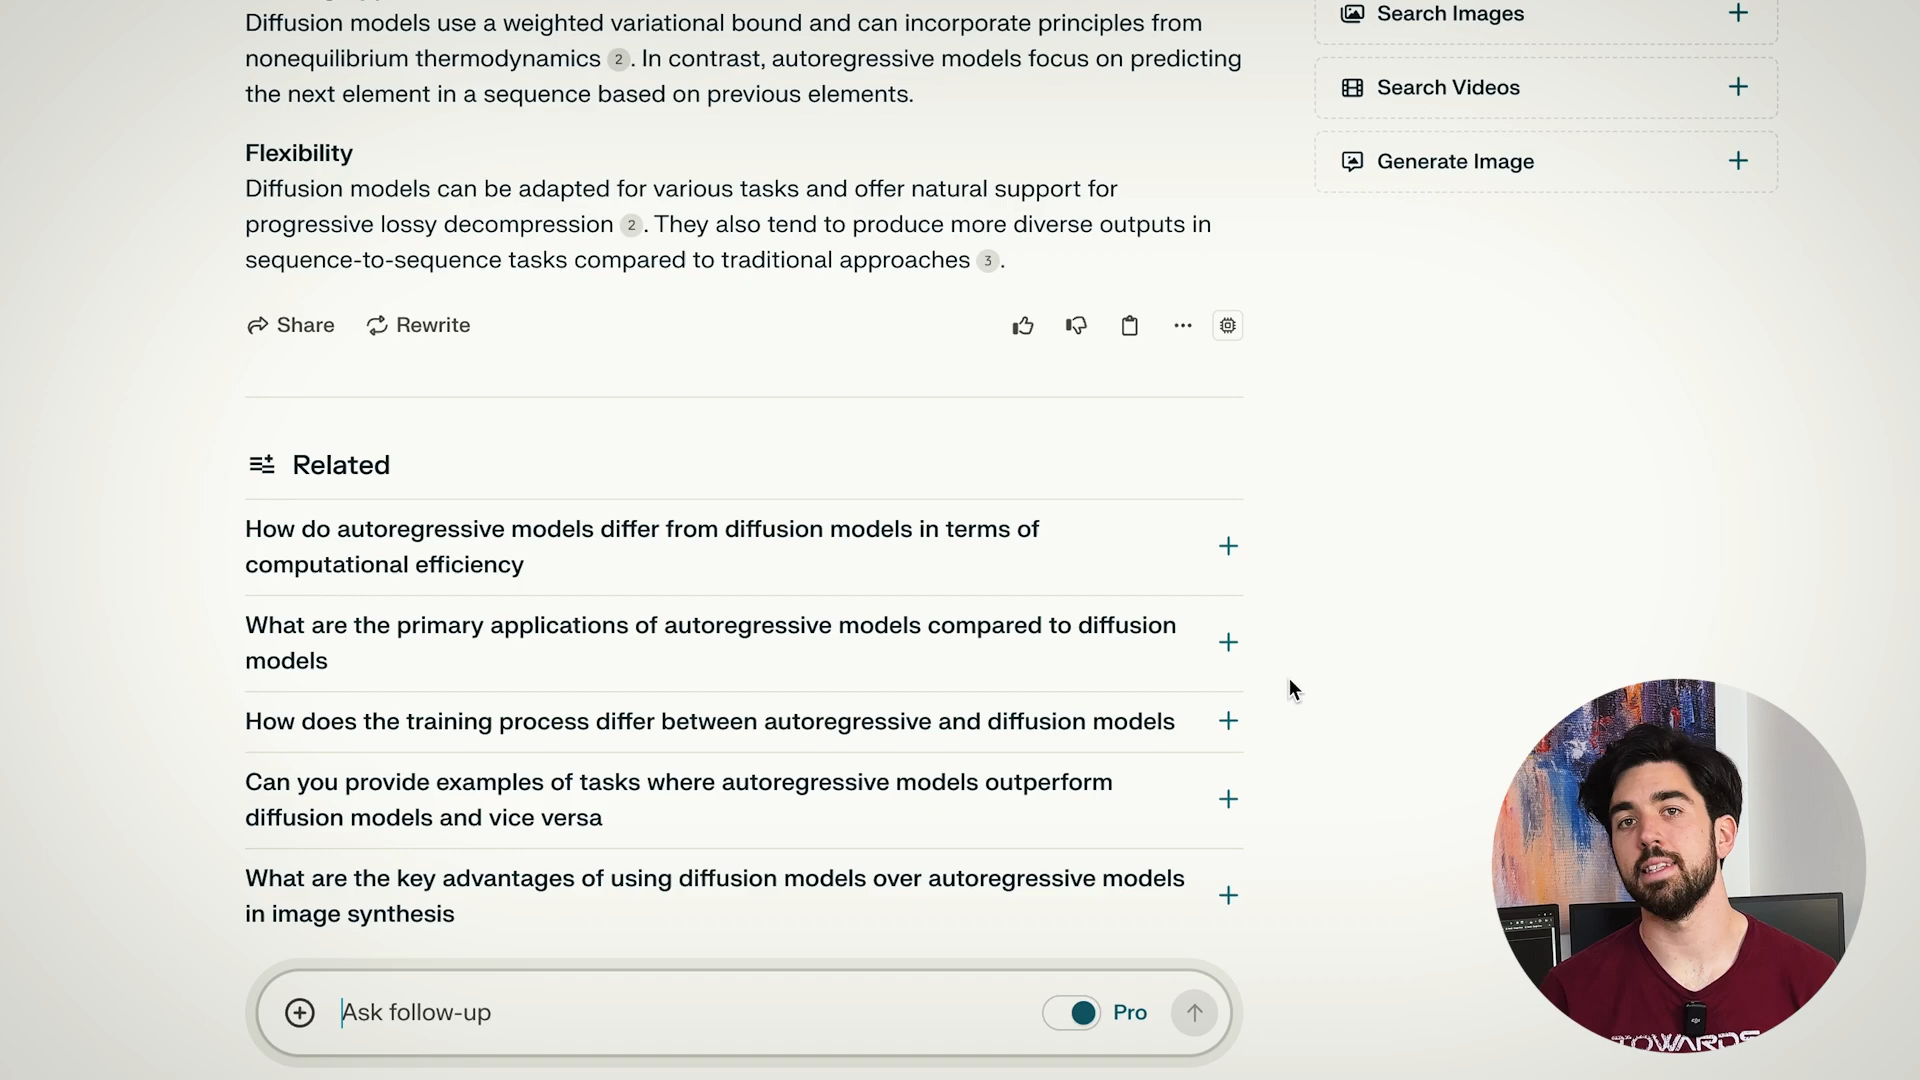 Diffusion models use a weighted variational bound and can incorporate principles from
nonequilibrium thermodynamics 2. In contrast, autoregressive models focus on predicting
the next element in a sequence based on previous elements.
Flexibility
Diffusion models can be adapted for various tasks and offer natural support for
progressive lossy decompression 2. They also tend to produce more diverse outputs in
sequence-to-sequence tasks compared to traditional approaches 3.
Share
Rewrite
Related
How do autoregressive models differ from diffusion models in terms of
computational efficiency
What are the primary applications of autoregressive models compared to diffusion
models
How does the training process differ between autoregressive and diffusion models
Can you provide examples of tasks where autoregressive models outperform
diffusion models and vice versa
What are the key advantages of using diffusion models over autoregressive models
in image synthesis
Ask follow-up
Pro
Search Images
Search Videos
Generate Image
TOWARDS